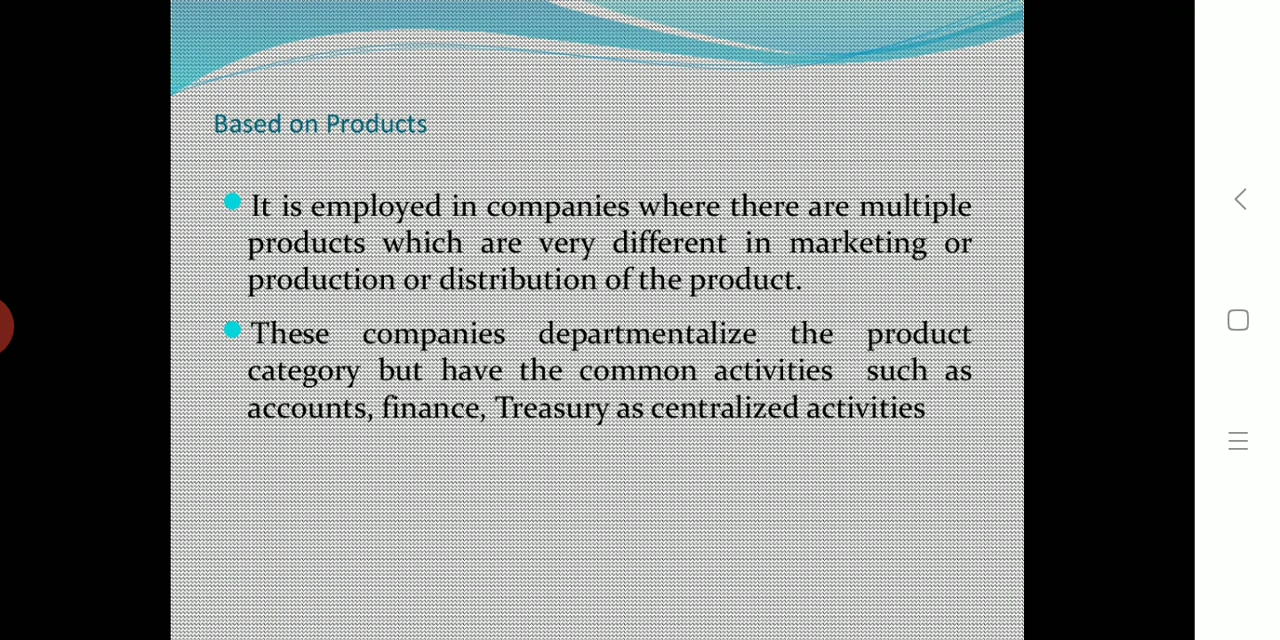 Based on Products
It is employed in companies where there are multiple
products which are very different in marketing or
production or distribution of the product.
These companies departmentalize the product
category but have the common activities such as
accounts, finance, Treasury as centralized activities